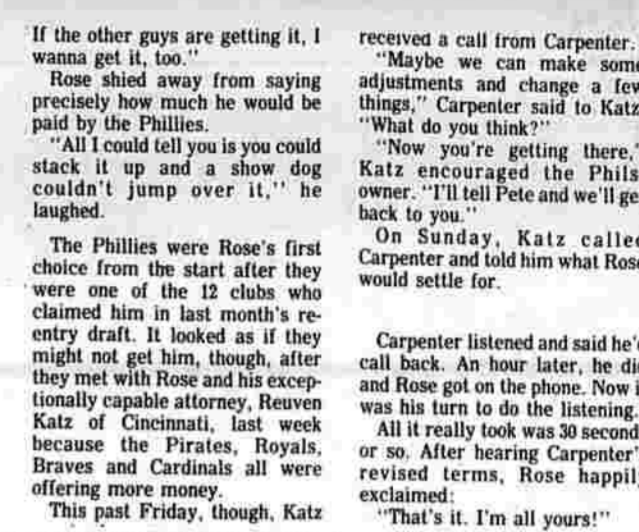 If the other guys are getting it, I
wanna get it, too."
Rose shied away from saying
precisely how much he would be
paid by the Phillies.
"All I could tell you is you could
stack it up and a show dog
couldn't jump over it," he
laughed.
The Phillies were Rose's first
choice from the start after they
were one of the 12 clubs who
claimed him in last month's re-
entry draft. It looked as if they
might not get him, though, after
they met with Rose and his excep-
tionally capable attorney, Reuven
Katz of Cincinnati, last week
because the Pirates, Royals,
Braves and Cardinals all were
offering more money.
This past Friday, though, Katz
received a call from Carpenter.
"Maybe we can make some
adjustments and change a few
things," Carpenter said to Katz
"What do you think?"
"Now you're getting there,"
Katz encouraged the Phils
owner. "I'll tell Pete and we'll ge
back to you."
On Sunday, Katz called
Carpenter and told him what Rose
would settle for.
Carpenter listened and said he'
call back. An hour later, he di
and Rose got on the phone. Now
was his turn to do the listening.
All it really took was 30 second
or so. After hearing Carpenter'
revised terms, Rose happil
exclaimed:
"That's it. I'm all yours!"